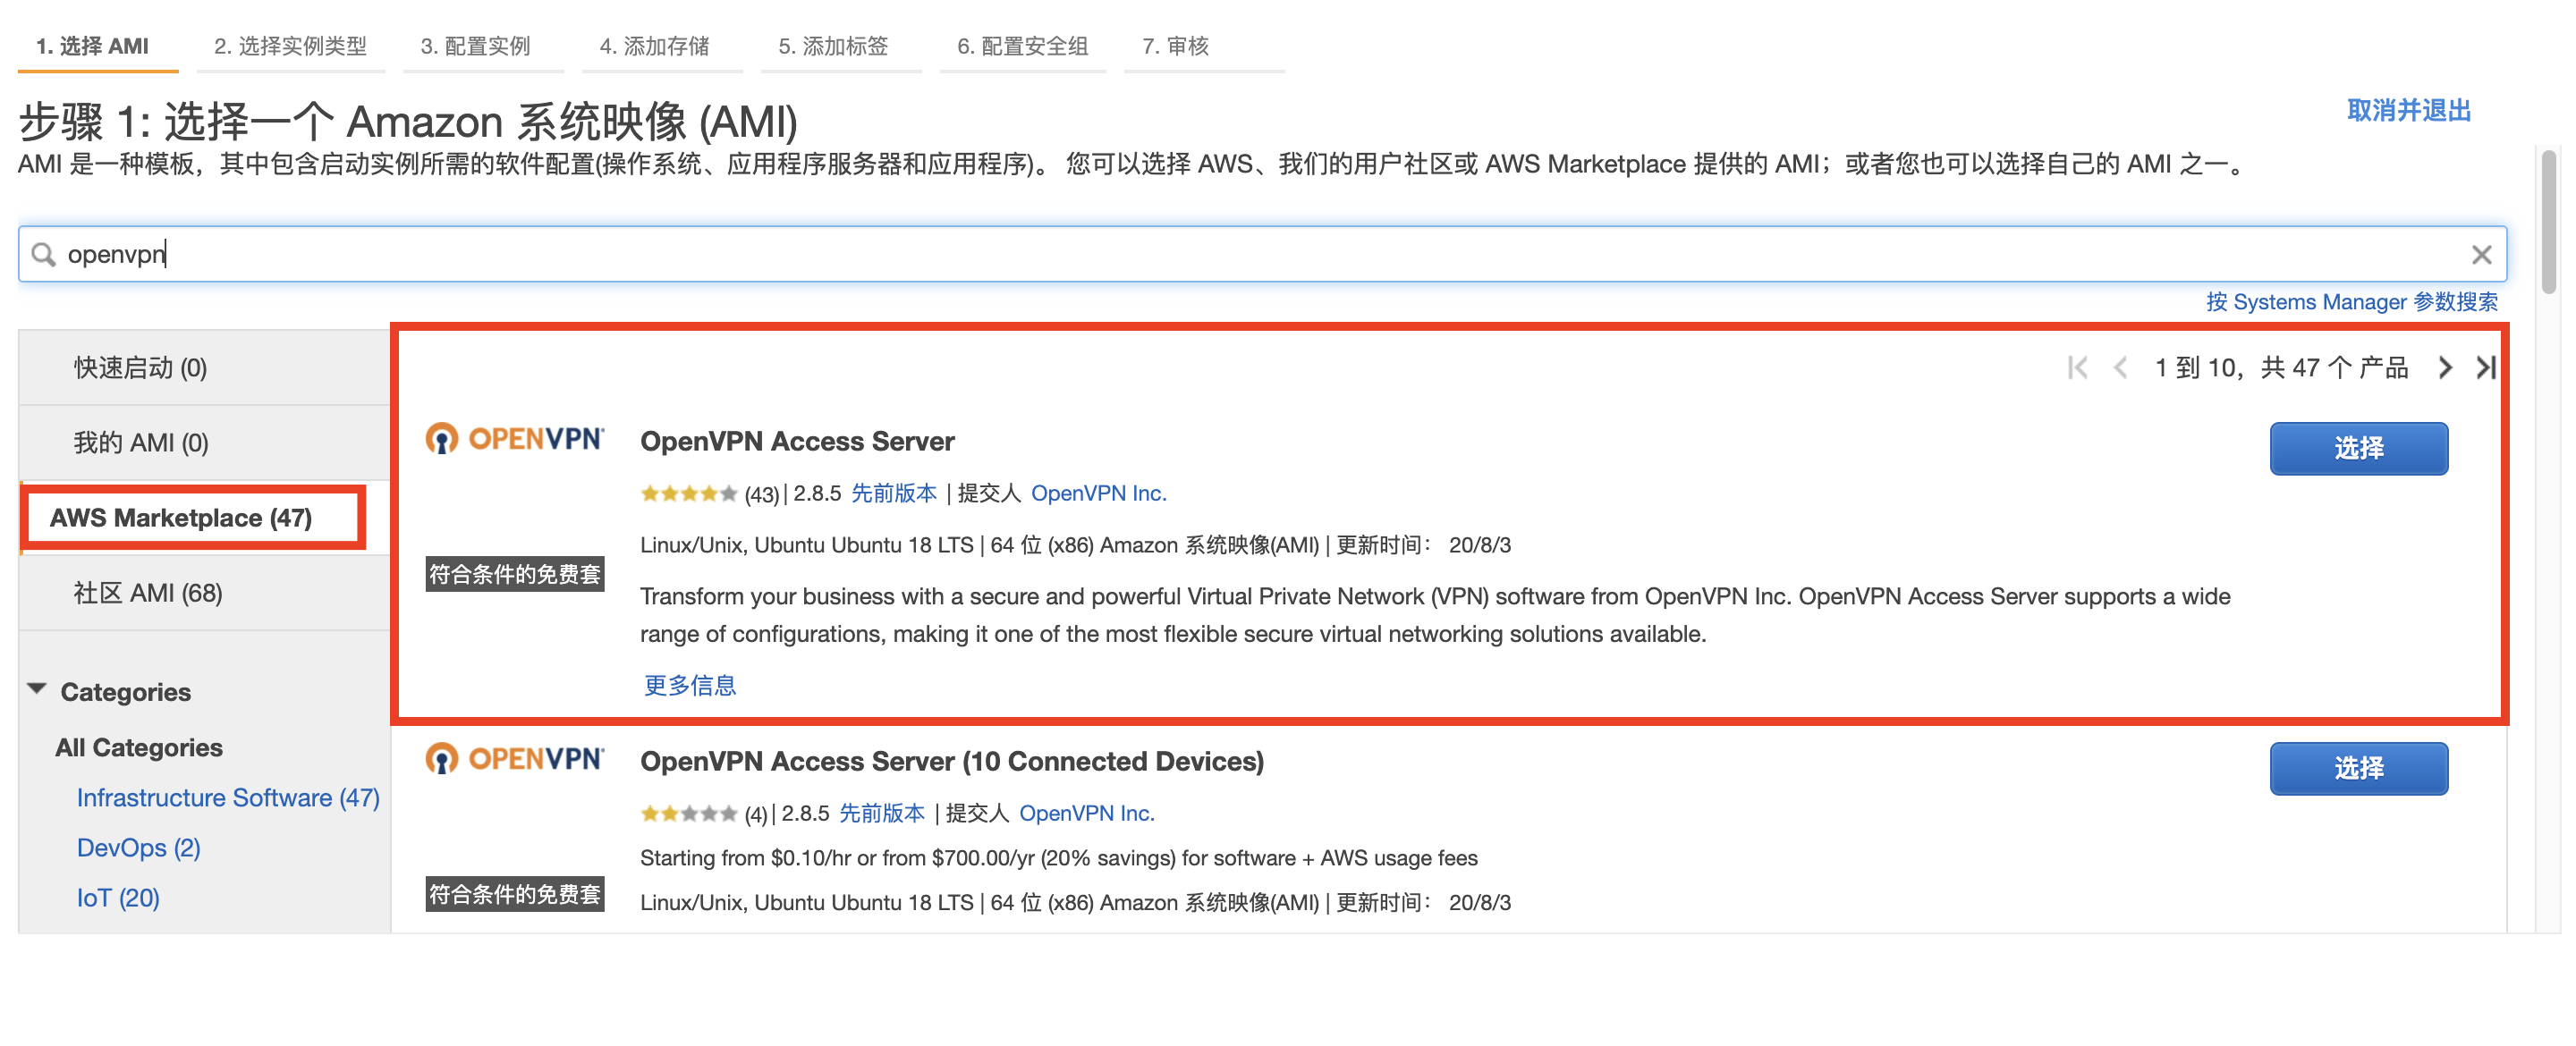 1. 选择 AMI 2. 选择实例类型 3. 配置实例 4. 添加存储 5. 添加标签 6. 配置安全组 7. 审核
步骤 1: 选择一个 Amazon 系统映像 (AMI)
取消并退出
AMI 是一种模板，其中包含启动实例所需的软件配置(操作系统、应用程序服务器和应用程序)。 您可以选择 AWS、我们的用户社区或 AWS Marketplace 提供的 AMI；或者您也可以选择自己的 AMI 之一。
openvpn
按 Systems Manager 参数搜索
快速启动 (0)
我的 AMI (0)
AWS Marketplace (47)
社区 AMI (68)
Categories
All Categories
Infrastructure Software (47)
DevOps (2)
IoT (20)
1 到 10，共 47 个 产品
OPENVPN
OpenVPN Access Server
选择
(43) | 2.8.5 先前版本 | 提交人 OpenVPN Inc.
Linux/Unix, Ubuntu Ubuntu 18 LTS | 64 位 (x86) Amazon 系统映像(AMI) | 更新时间： 20/8/3
符合条件的免费套
Transform your business with a secure and powerful Virtual Private Network (VPN) software from OpenVPN Inc. OpenVPN Access Server supports a wide
range of configurations, making it one of the most flexible secure virtual networking solutions available.
更多信息
OPENVPN
OpenVPN Access Server (10 Connected Devices)
选择
(4) | 2.8.5 先前版本 | 提交人 OpenVPN Inc.
Starting from $0.10/hr or from $700.00/yr (20% savings) for software + AWS usage fees
符合条件的免费套
Linux/Unix, Ubuntu Ubuntu 18 LTS | 64 位 (x86) Amazon 系统映像(AMI) | 更新时间： 20/8/3